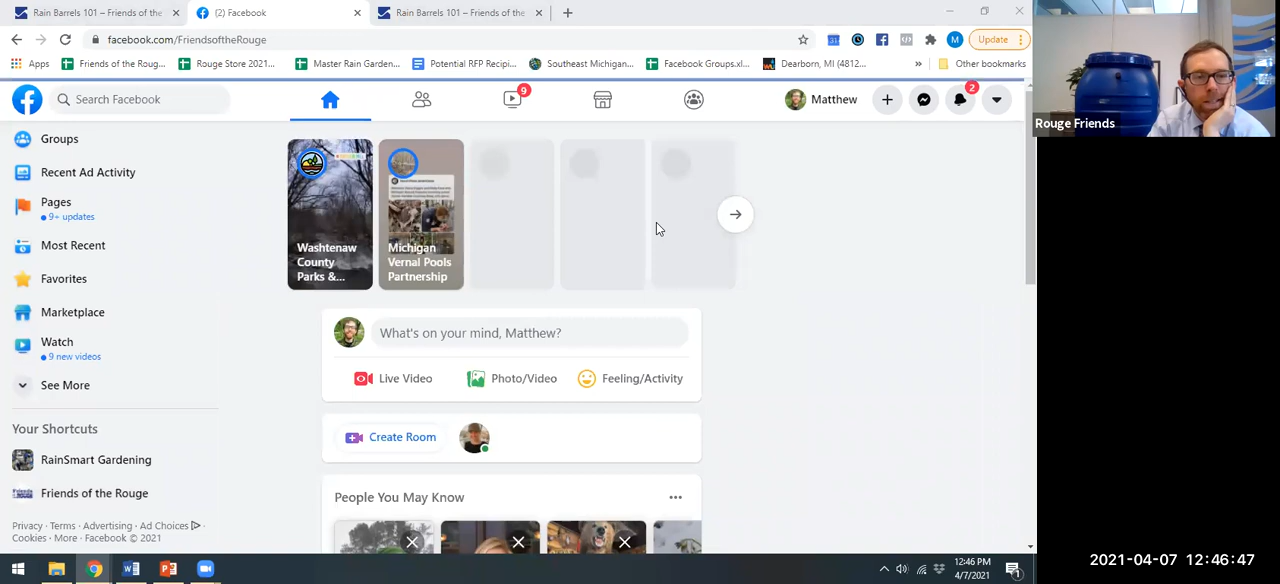 Rain Barrels 101 – Friends of the
(2) Facebook
Rain Barrels 101 – Friends of the
facebook.com/FriendsoftheRouge
M
Update
Apps
Friends of the Roug...
Rouge Store 2021...
Master Rain Garden...
Potential RFP Recipi...
Southeast Michigan...
Facebook Groups.xl...
Dearborn, MI (4812...
»
Other bookmarks
Search Facebook
9
Matthew
2
Groups
Recent Ad Activity
Pages
9+ updates
Most Recent
Favorites
Marketplace
Watch
9 new videos
See More
Your Shortcuts
RainSmart Gardening
Friends of the Rouge
Privacy · Terms · Advertising · Ad Choices ·
Cookies · More · Facebook © 2021
Washtenaw
County
Parks &...
Michigan
Vernal Pools
Partnership
What's on your mind, Matthew?
Live Video
Photo/Video
Feeling/Activity
Create Room
People You May Know
Rouge Friends
12:46 PM
4/7/2021
1
2021-04-07 12:46:47